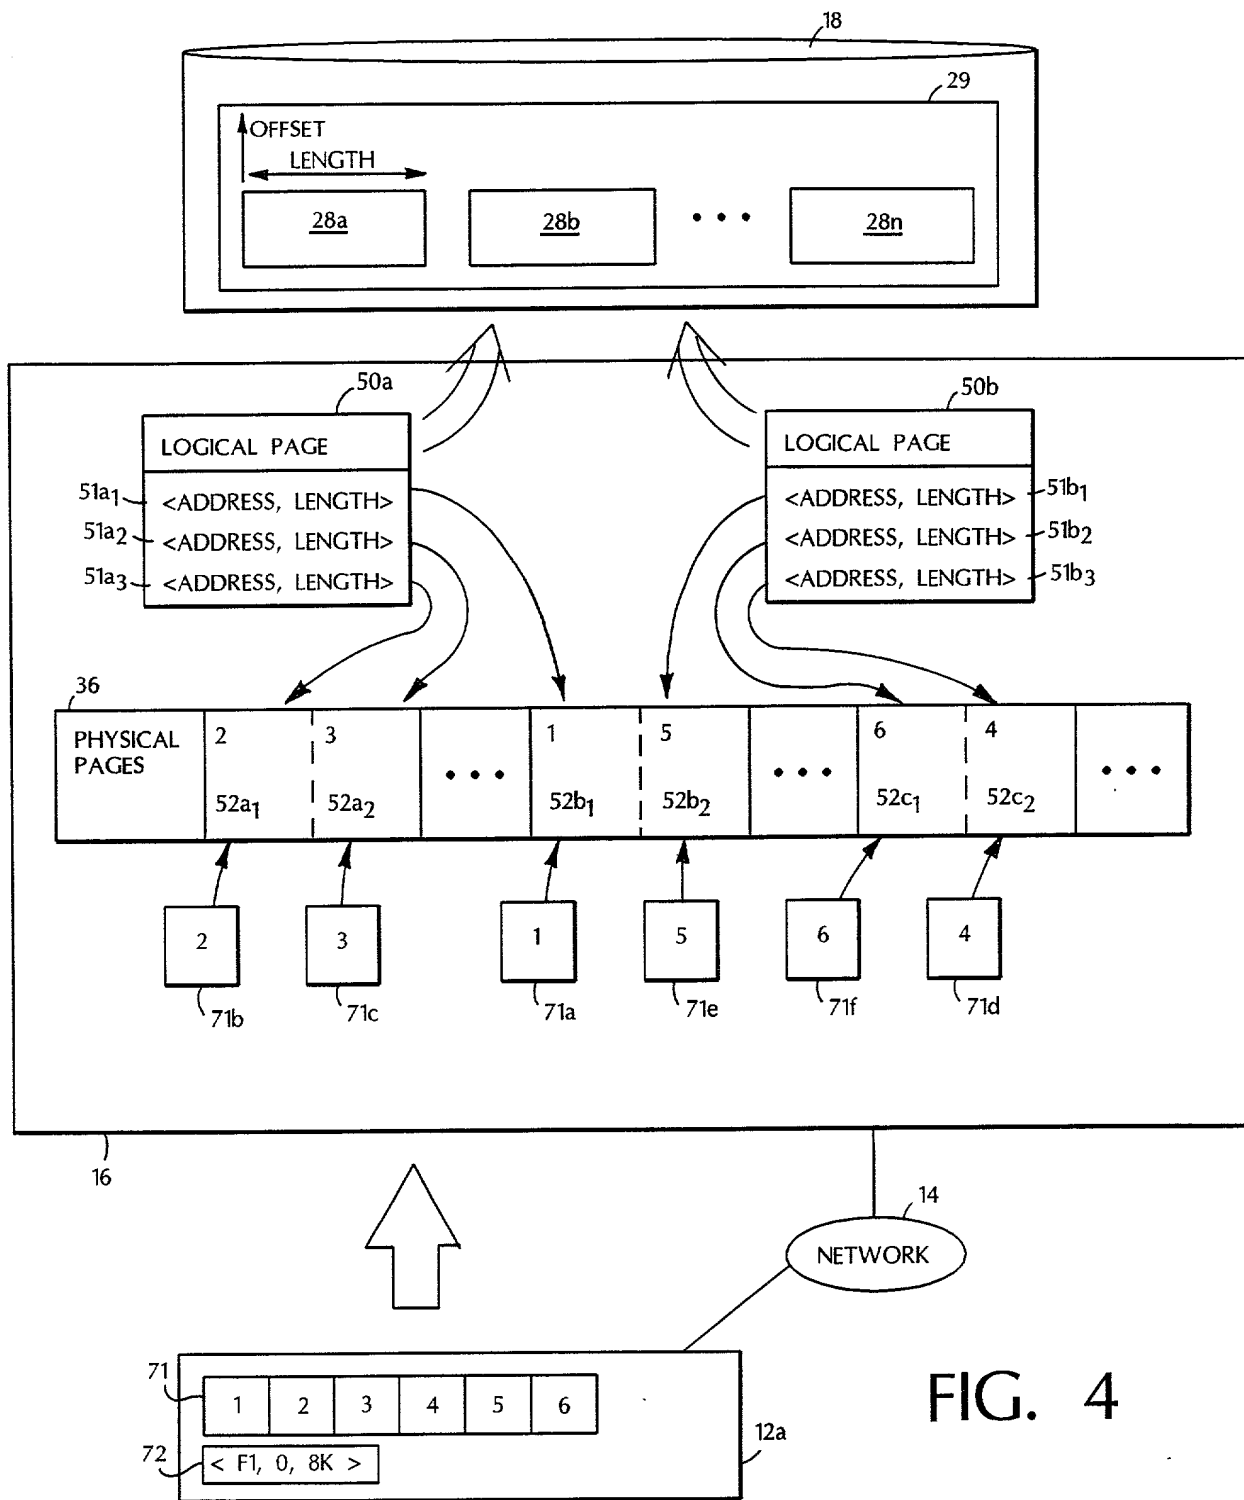 18
29
OFFSET
LENGTH
28a
28b
• • •
28n
50a
50b
LOGICAL PAGE
LOGICAL PAGE
51a1
<ADDRESS, LENGTH>
<ADDRESS, LENGTH>
51b1
51a2
<ADDRESS, LENGTH>
<ADDRESS, LENGTH>
51b2
51a3
<ADDRESS, LENGTH>
<ADDRESS, LENGTH>
51b3
36
PHYSICAL
PAGES
2
3
1
5
6
4
• • •
• • •
• • •
52a1
52a2
52b1
52b2
52c1
52c2
2
3
1
5
6
4
71b
71c
71a
71e
71f
71d
16
14
NETWORK
71
1 2 3 4 5 6
72
< F1, 0, 8K >
12a
FIG. 4